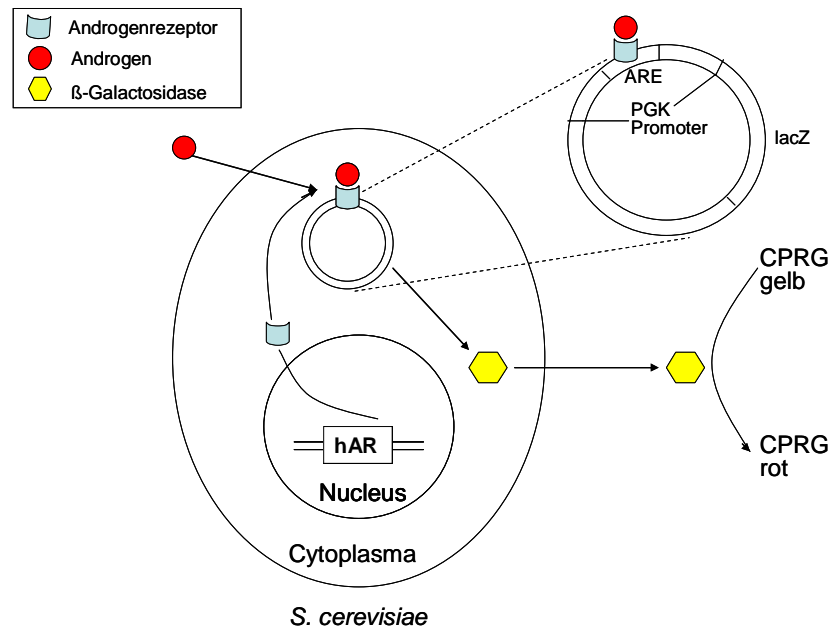 Androgenrezeptor
Androgen
ß-Galactosidase
ARE
PGK
Promoter
lacZ
CPRG
gelb
CPRG
rot
hAR
Nucleus
Cytoplasma
S. cerevisiae